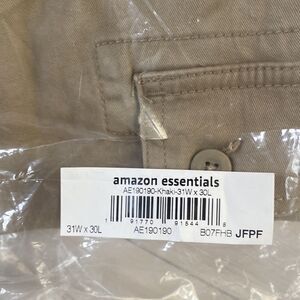 amazon essentials
AE190190-Khaki-31W x 30L
1 91770 91544 8
31W x 30L AE190190 B07FHB JFPF